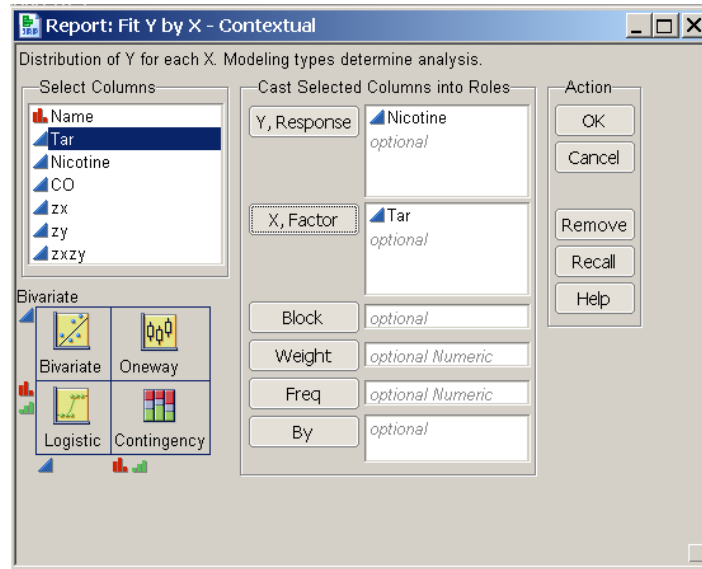 Report: Fit Y by X - Contextual
Distribution of Y for each X. Modeling types determine analysis.
Select Columns
Name
Tar
Nicotine
CO
zx
zy
zxzy
Cast Selected Columns into Roles
Y, Response
Nicotine
optional
X, Factor
Tar
optional
Block
optional
Weight
optional Numeric
Freq
optional Numeric
By
optional
Action
OK
Cancel
Remove
Recall
Help
Bivariate
Bivariate
Oneway
Logistic
Contingency